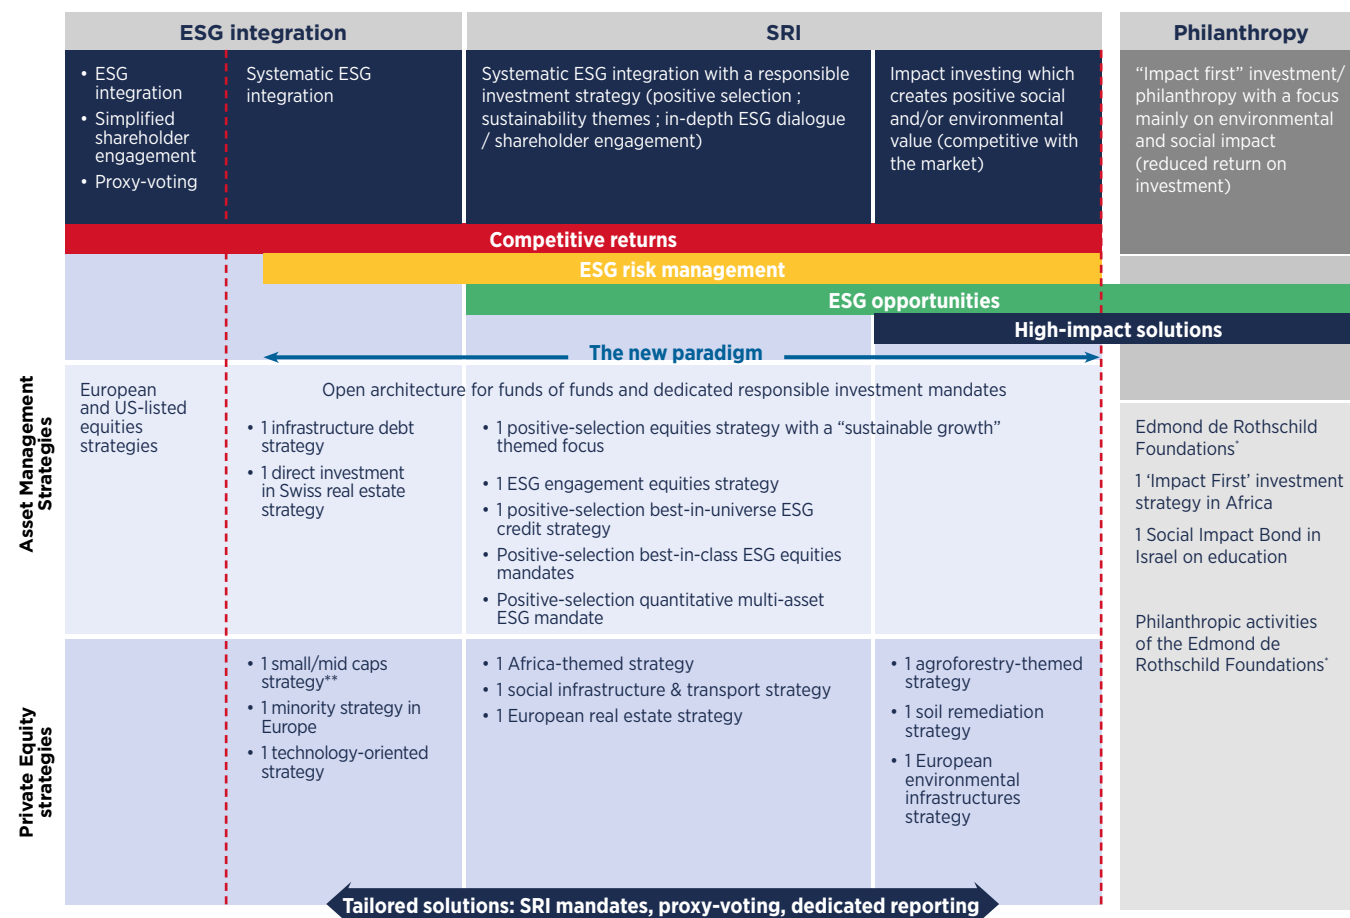 ESG integration
SRI
Philanthropy
• ESG
integration
• Simplified
shareholder
engagement
• Proxy-voting
Systematic ESG
integration
Systematic ESG integration with a responsible
investment strategy (positive selection ;
sustainability themes ; in-depth ESG dialogue
/ shareholder engagement)
Impact investing which
creates positive social
and/or environmental
value (competitive with
the market)
“Impact first” investment/
philanthropy with a focus
mainly on environmental
and social impact
(reduced return on
investment)
Competitive returns
ESG risk management
ESG opportunities
High-impact solutions
The new paradigm
Asset Management
Strategies
European
and US-listed
equities
strategies
Open architecture for funds of funds and dedicated responsible investment mandates
• 1 infrastructure debt
strategy
• 1 direct investment
in Swiss real estate
strategy
• 1 positive-selection equities strategy with a “sustainable growth”
themed focus
• 1 ESG engagement equities strategy
• 1 positive-selection best-in-universe ESG
credit strategy
• Positive-selection best-in-class ESG equities
mandates
• Positive-selection quantitative multi-asset
ESG mandate
Edmond de Rothschild
Foundations*
1 ‘Impact First’ investment
strategy in Africa
1 Social Impact Bond in
Israel on education
Philanthropic activities
of the Edmond de
Rothschild Foundations*
Private Equity
strategies
• 1 small/mid caps
strategy**
• 1 minority strategy in
Europe
• 1 technology-oriented
strategy
• 1 Africa-themed strategy
• 1 social infrastructure & transport strategy
• 1 European real estate strategy
• 1 agroforestry-themed
strategy
• 1 soil remediation
strategy
• 1 European
environmental
infrastructures
strategy
Tailored solutions: SRI mandates, proxy-voting, dedicated reporting